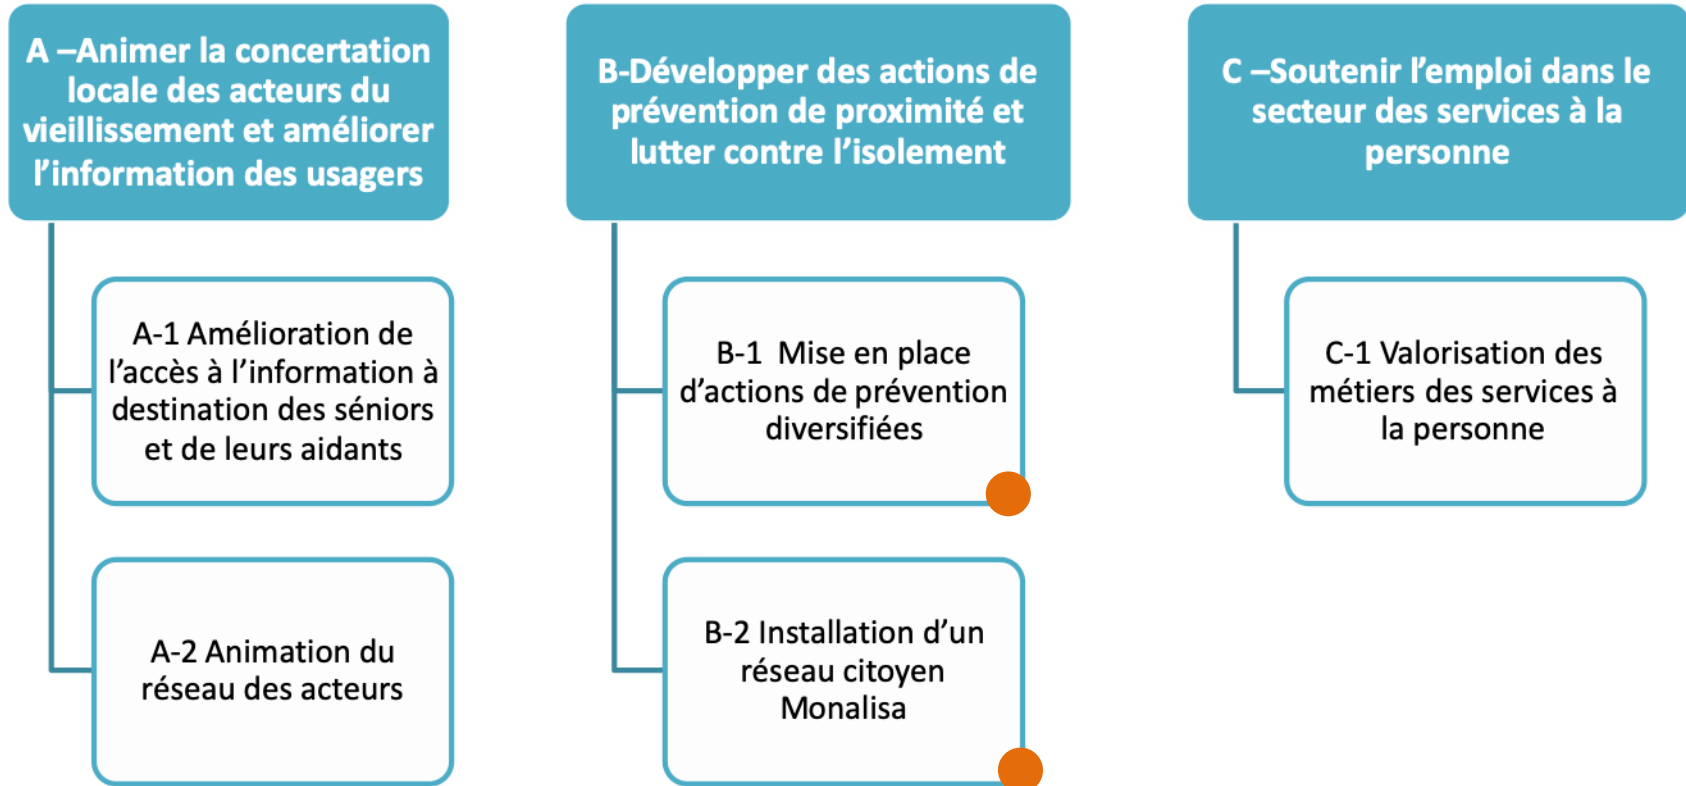 A –Animer la concertation
locale des acteurs du
vieillissement et améliorer
l’information des usagers
A-1 Amélioration de
l’accès à l’information à
destination des séniors
et de leurs aidants
A-2 Animation du
réseau des acteurs
B-Développer des actions de
prévention de proximité et
lutter contre l’isolement
B-1  Mise en place
d’actions de prévention
diversifiées
B-2 Installation d’un
réseau citoyen
Monalisa
C –Soutenir l’emploi dans le
secteur des services à la
personne
C-1 Valorisation des
métiers des services à
la personne